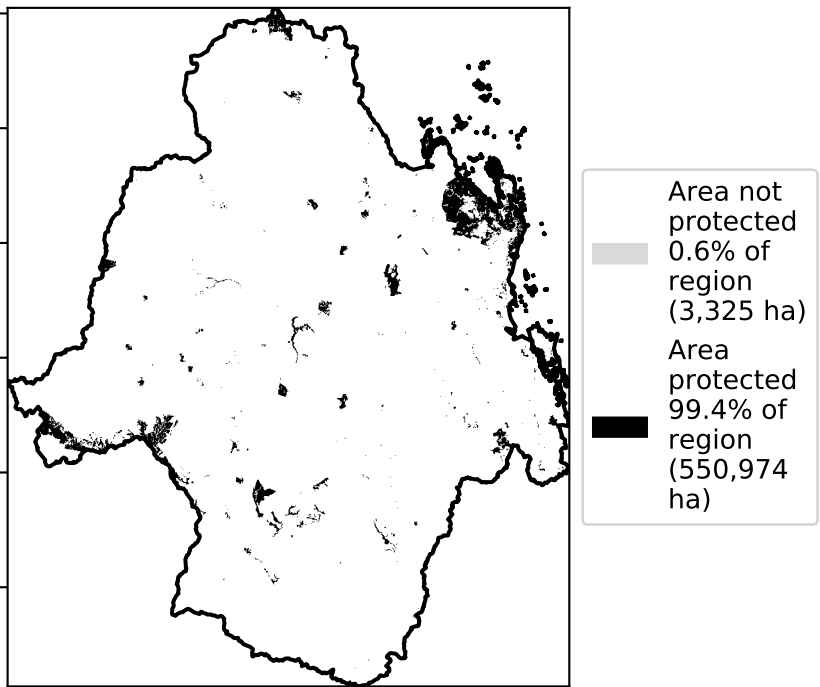 Area not
protected
0.6% of
region
(3,325 ha)
Area
protected
99.4% of
region
(550,974
ha)